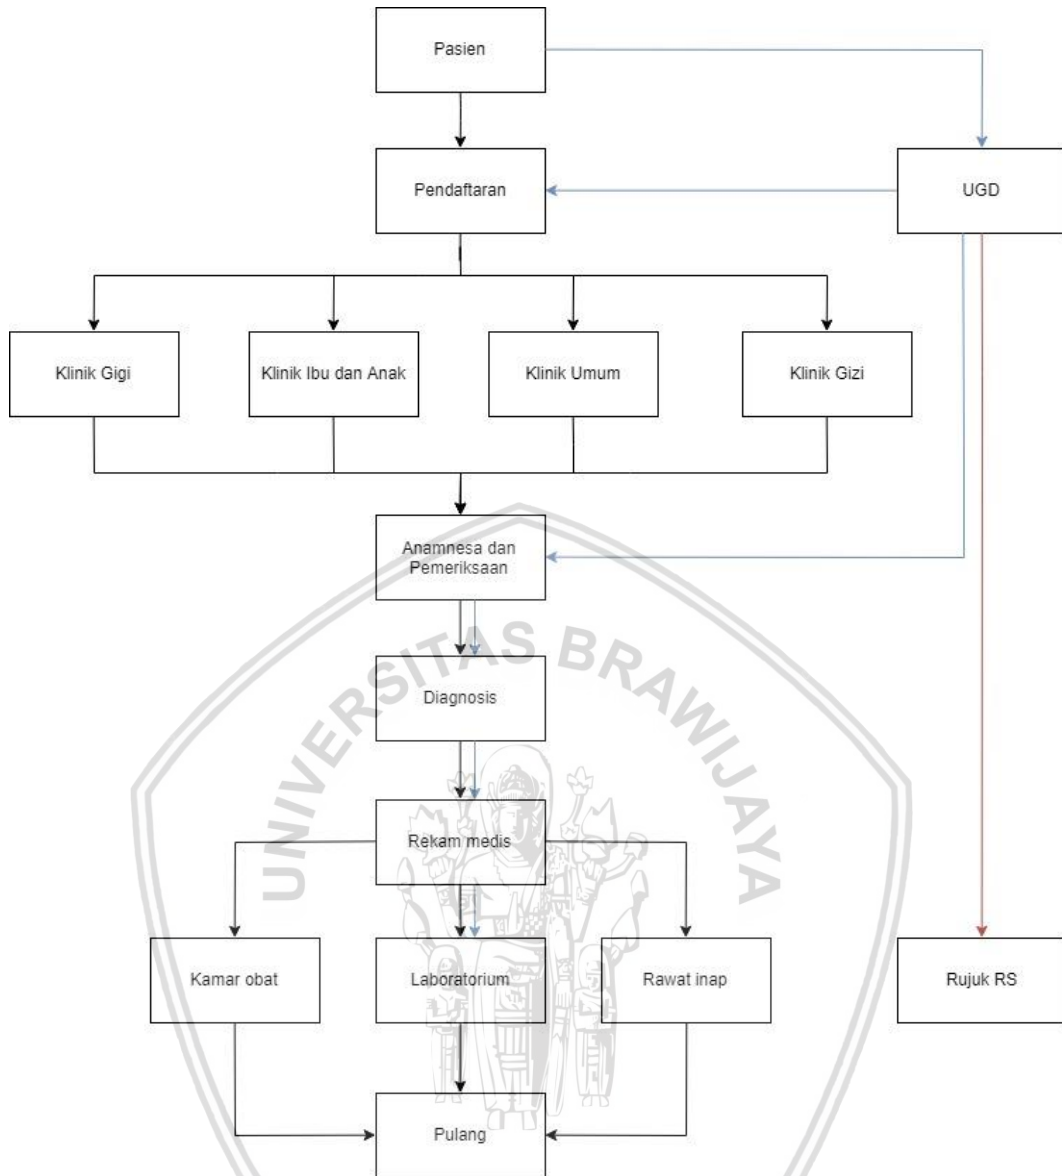 Pasien
Pendaftaran
UGD
Klinik Gigi
Klinik Ibu dan Anak
Klinik Umum
Klinik Gizi
Anamnesa dan
Pemeriksaan
UNIVERSITAS BRAWIJAYA
Diagnosis
Rekam medis
Kamar obat
Laboratorium
Rawat inap
Rujuk RS
Pulang